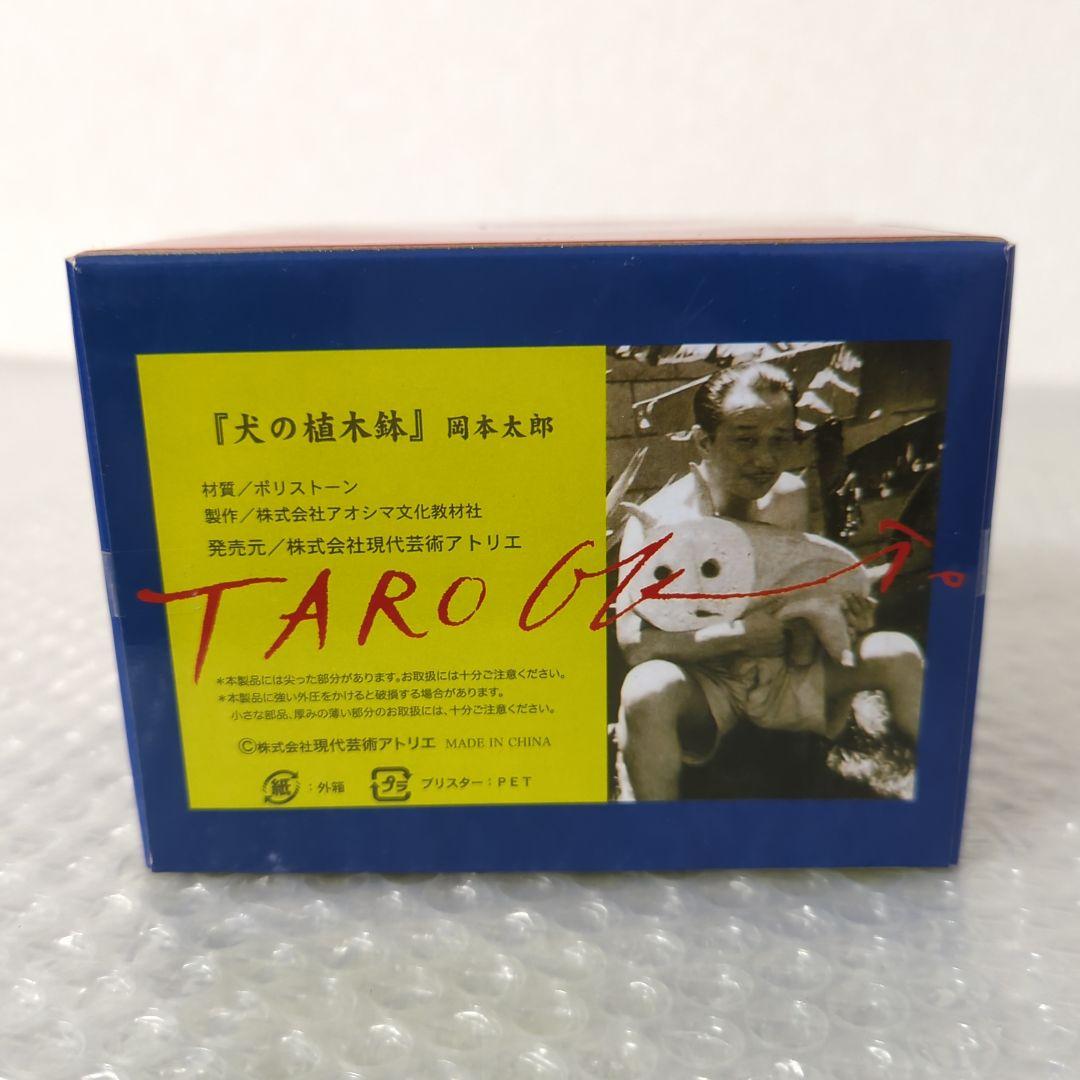 『犬の植木鉢』 岡本太郎
材質／ポリストーン
製作／株式会社アオシマ文化教材社
発売元／株式会社現代芸術アトリエ
TARO
＊本製品には尖った部分があります。お取扱には十分ご注意ください。
＊本製品に強い外圧をかけると破損する場合があります。
小さな部品、厚みの薄い部分のお取扱には、十分ご注意ください。
Ⓒ株式会社現代芸術アトリエ MADE IN CHINA
紙：外箱 プラ ブリスター：PET